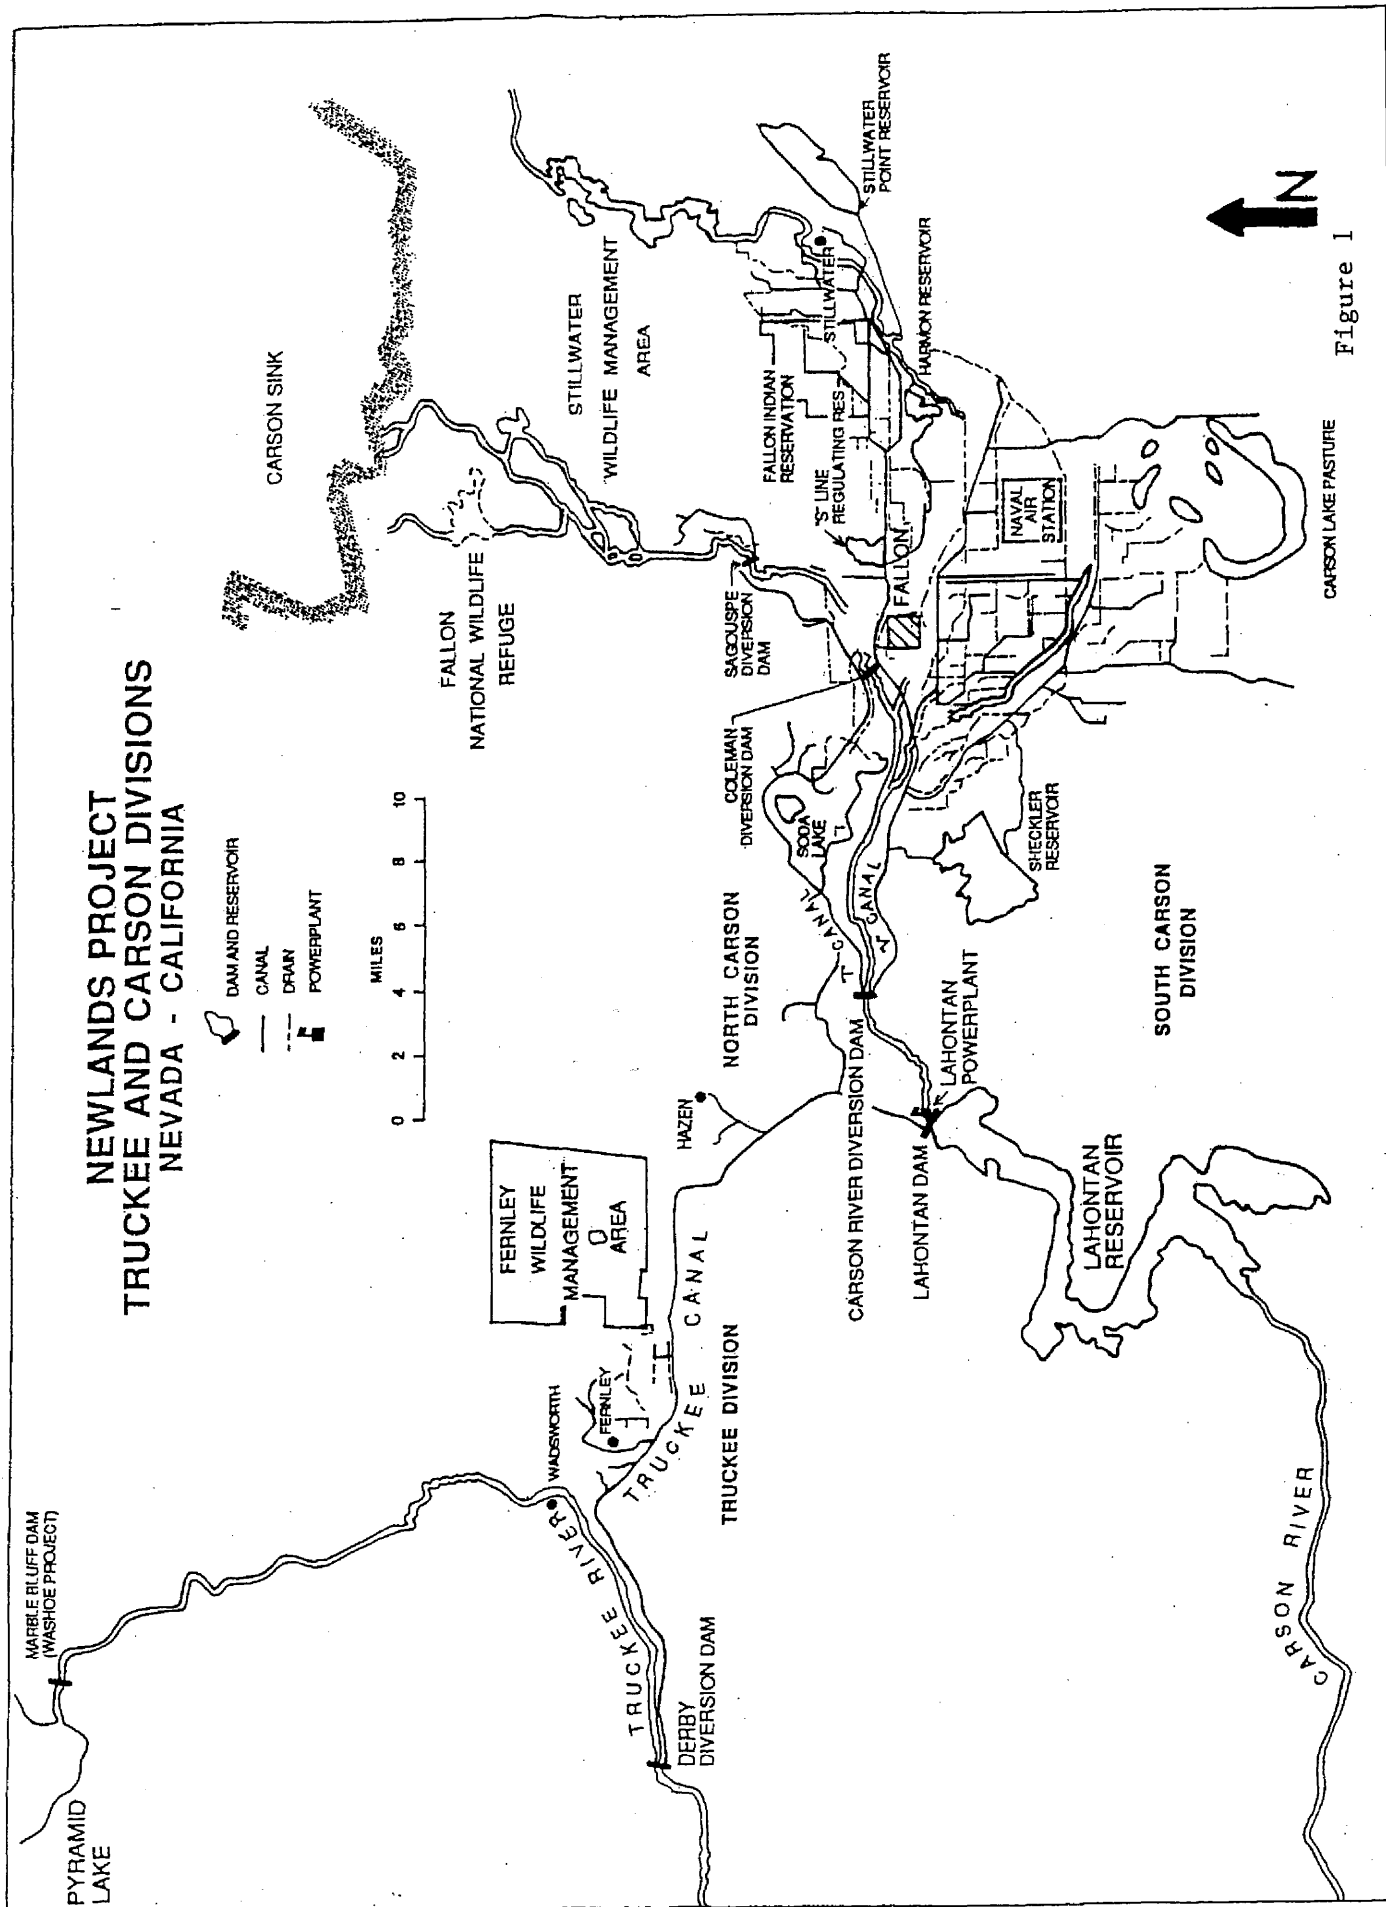 NEWLANDS PROJECT
TRUCKEE AND CARSON DIVISIONS
NEVADA - CALIFORNIA
DAM AND RESERVOIR
CANAL
DRAIN
POWERPLANT
MILES
0 2 4 6 8 10
PYRAMID
LAKE
MARBLE BLUFF DAM
(WASHOE PROJECT)
CARSON SINK
FALLON
NATIONAL WILDLIFE
REFUGE
STILLWATER
WILDLIFE MANAGEMENT
AREA
FERNLEY
WILDLIFE
MANAGEMENT
AREA
WADSWORTH
FERNLEY
HAZEN
TRUCKEE RIVER
TRUCKEE CANAL
DERBY
DIVERSION DAM
TRUCKEE DIVISION
NORTH CARSON
DIVISION
COLEMAN
DIVERSION DAM
SAGOUSPE
DIVERSION
DAM
FALLON INDIAN
RESERVATION
"S" LINE
REGULATING RES
STILLWATER
STILLWATER
POINT RESERVOIR
HARMON RESERVOIR
SODA
LAKE
T CANAL
V CANAL
FALLON
CARSON RIVER DIVERSION DAM
LAHONTAN DAM
LAHONTAN
POWERPLANT
LAHONTAN
RESERVOIR
SHECKLER
RESERVOIR
NAVAL
AIR
STATION
SOUTH CARSON
DIVISION
CARSON LAKE PASTURE
CARSON RIVER
N
Figure 1